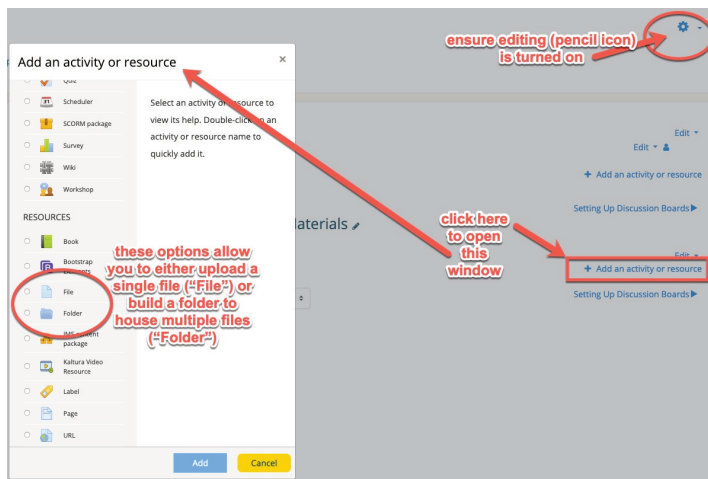 ensure editing (pencil icon)
is turned on
Add an activity or resource
×
Quiz
Scheduler
SCORM package
Survey
Wiki
Workshop
Select an activity or resource to
view its help. Double-click on an
activity or resource name to
quickly add it.
RESOURCES
Book
Bootstrap
Elements
File
Folder
IMS content
package
Kaltura Video
Resource
Label
Page
URL
these options allow
you to either upload a
single file (“File”) or
build a folder to
house multiple files
(“Folder”)
Add
Cancel
Edit
Edit
+ Add an activity or resource
Setting Up Discussion Boards▶
aterials
click here
to open
this
window
Edit
+ Add an activity or resource
Setting Up Discussion Boards▶